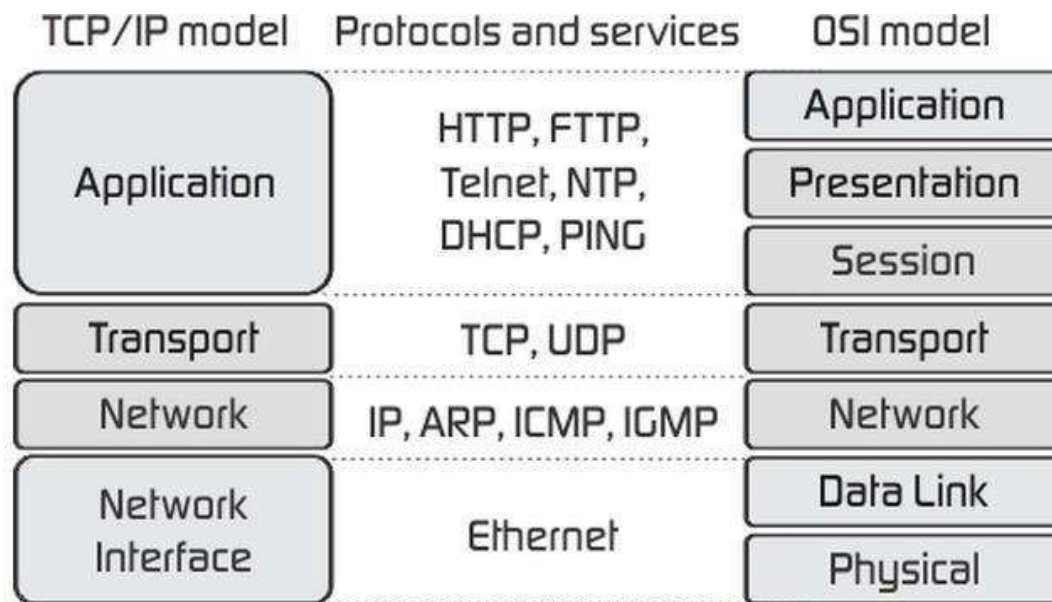 TCP/IP model
Protocols and services
OSI model
Application
HTTP, FTTP,
Telnet, NTP,
DHCP, PING
Application
Presentation
Session
Transport
TCP, UDP
Transport
Network
IP, ARP, ICMP, IGMP
Network
Network
Interface
Ethernet
Data Link
Physical